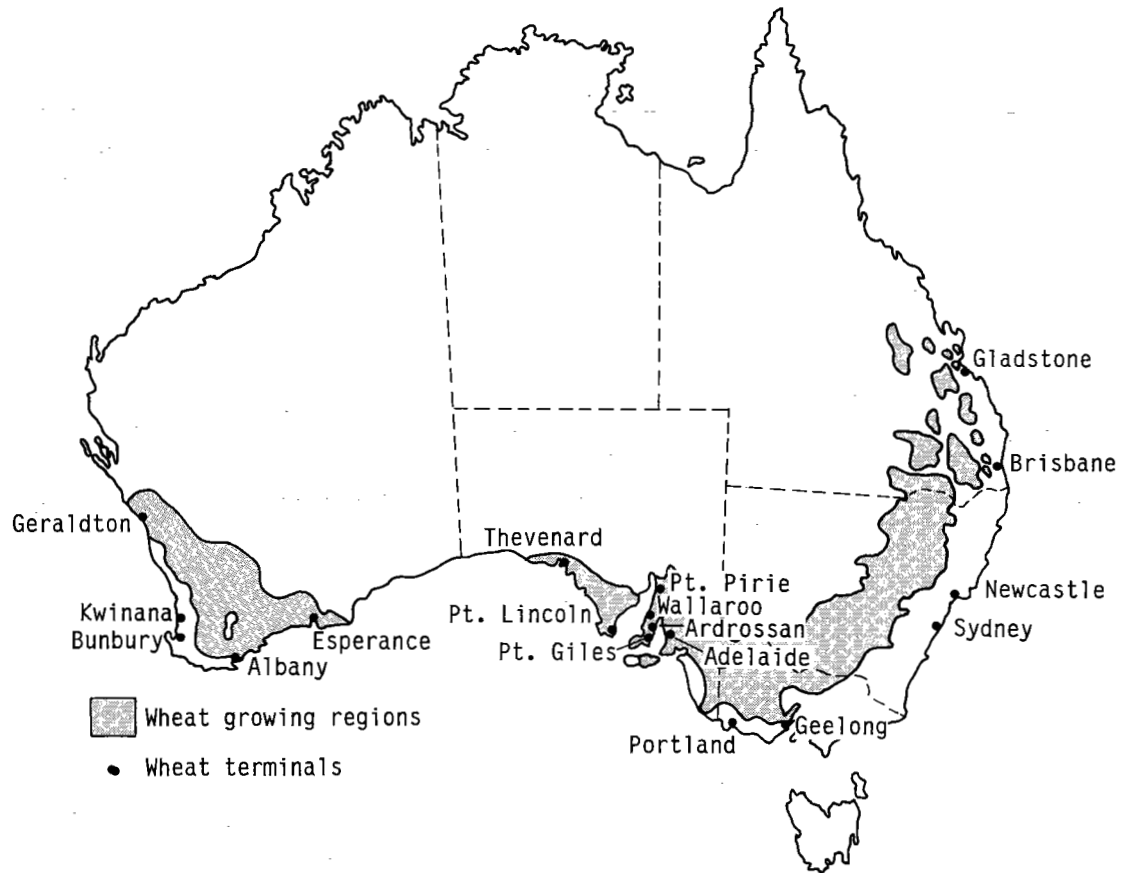 Gladstone
Brisbane
Geraldton
Thevenard
Pt. Pirie
Newcastle
Kwinana
Wallaroo
Pt. Lincoln
Ardrossan
Sydney
Bunbury
Esperance
Pt. Giles
Adelaide
Albany
Wheat growing regions
Geelong
Portland
Wheat terminals